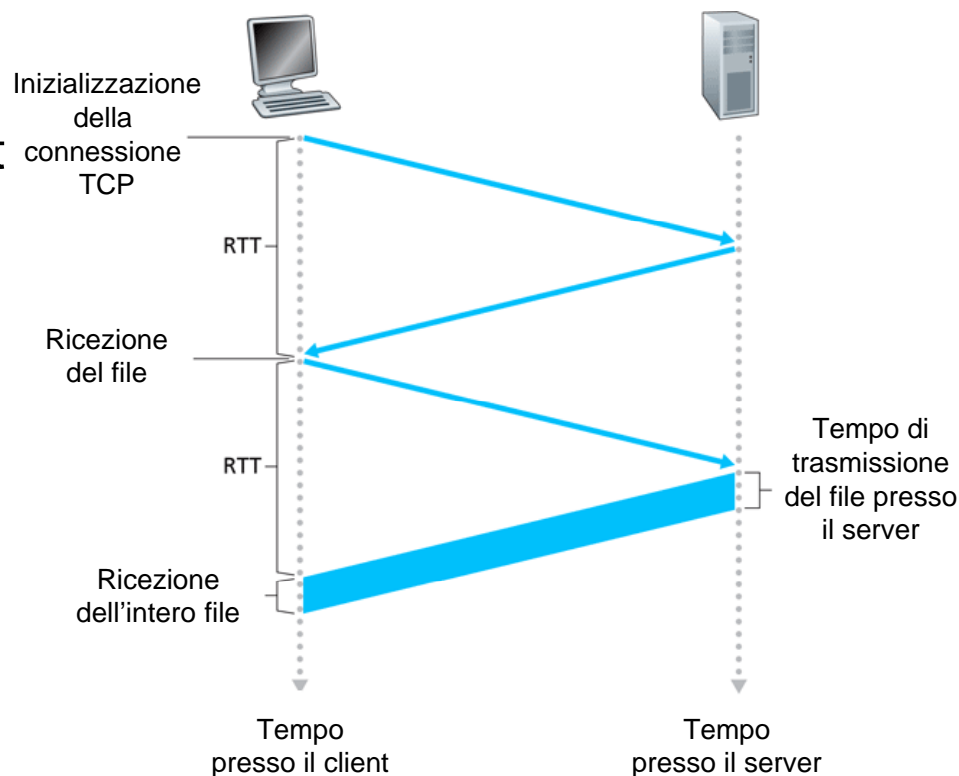 Inizializzazione
della
connessione
TCP
RTT
Ricezione
del file
RTT
Tempo di
trasmissione
del file presso
il server
Ricezione
dell'intero file
Tempo
presso il client
Tempo
presso il server